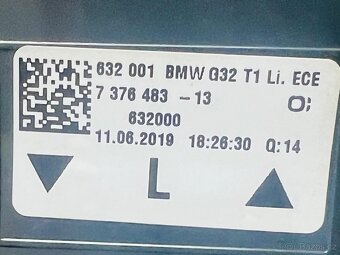 632 001 BMW G32 T1 Li. ECE
7 376 483 -13
632000
11.06.2019 18:26:30 Q:14
L